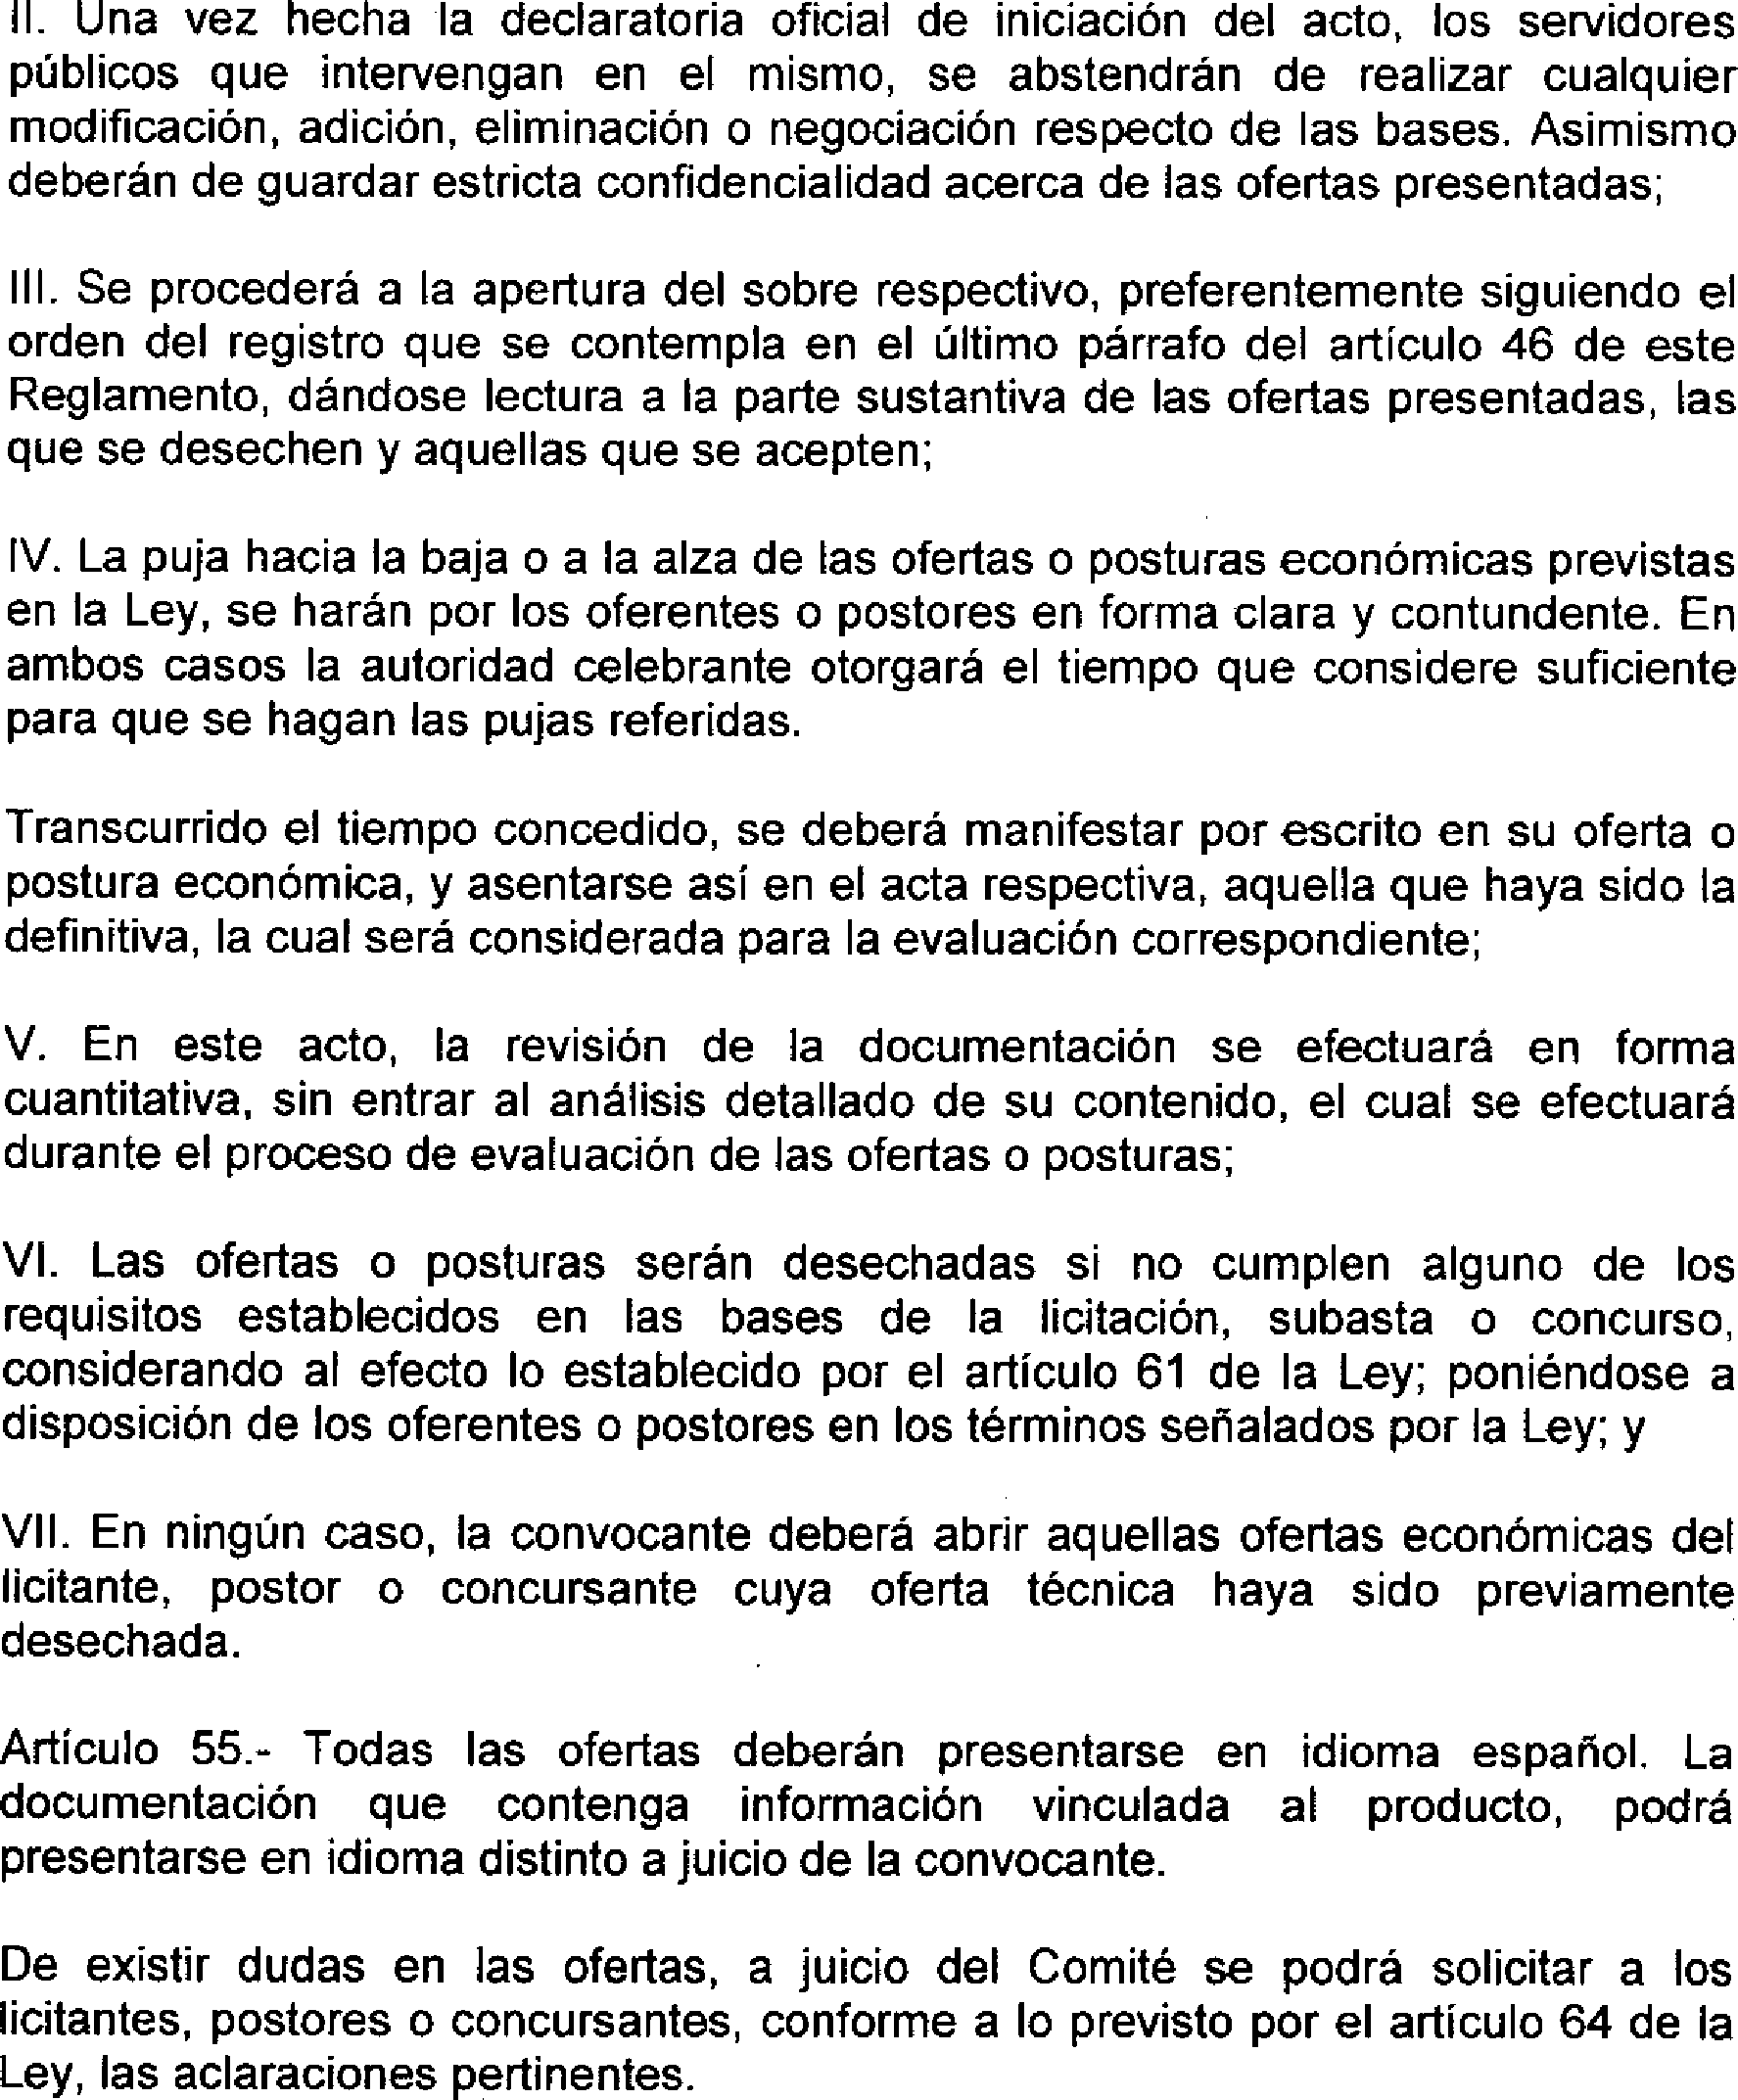 II. Una vez hecha la declaratoria oficial de iniciación del acto, los servidores
públicos que intervengan en el mismo, se abstendrán de realizar cualquier
modificación, adición, eliminación o negociación respecto de las bases. Asimismo
deberán de guardar estricta confidencialidad acerca de las ofertas presentadas;
III. Se procederá a la apertura del sobre respectivo, preferentemente siguiendo el
orden del registro que se contempla en el último párrafo del artículo 46 de este
Reglamento, dándose lectura a la parte sustantiva de las ofertas presentadas, las
que se desechen y aquellas que se acepten;
IV. La puja hacia la baja o a la alza de las ofertas o posturas económicas previstas
en la Ley, se harán por los oferentes o postores en forma clara y contundente. En
ambos casos la autoridad celebrante otorgará el tiempo que considere suficiente
para que se hagan las pujas referidas.
Transcurrido el tiempo concedido, se deberá manifestar por escrito en su oferta o
postura económica, y asentarse así en el acta respectiva, aquella que haya sido la
definitiva, la cual será considerada para la evaluación correspondiente;
V. En este acto, la revisión de la documentación se efectuará en forma
cuantitativa, sin entrar al análisis detallado de su contenido, el cual se efectuará
durante el proceso de evaluación de las ofertas o posturas;
VI. Las ofertas o posturas serán desechadas si no cumplen alguno de los
requisitos establecidos en las bases de la licitación, subasta o concurso,
considerando al efecto lo establecido por el artículo 61 de la Ley; poniéndose a
disposición de los oferentes o postores en los términos señalados por la Ley; y
VII. En ningún caso, la convocante deberá abrir aquellas ofertas económicas del
licitante, postor o concursante cuya oferta técnica haya sido previamente
desechada.
Artículo 55.- Todas las ofertas deberán presentarse en idioma español. La
documentación que contenga información vinculada al producto, podrá
presentarse en idioma distinto a juicio de la convocante.
De existir dudas en las ofertas, a juicio del Comité se podrá solicitar a los
licitantes, postores o concursantes, conforme a lo previsto por el artículo 64 de la
Ley, las aclaraciones pertinentes.